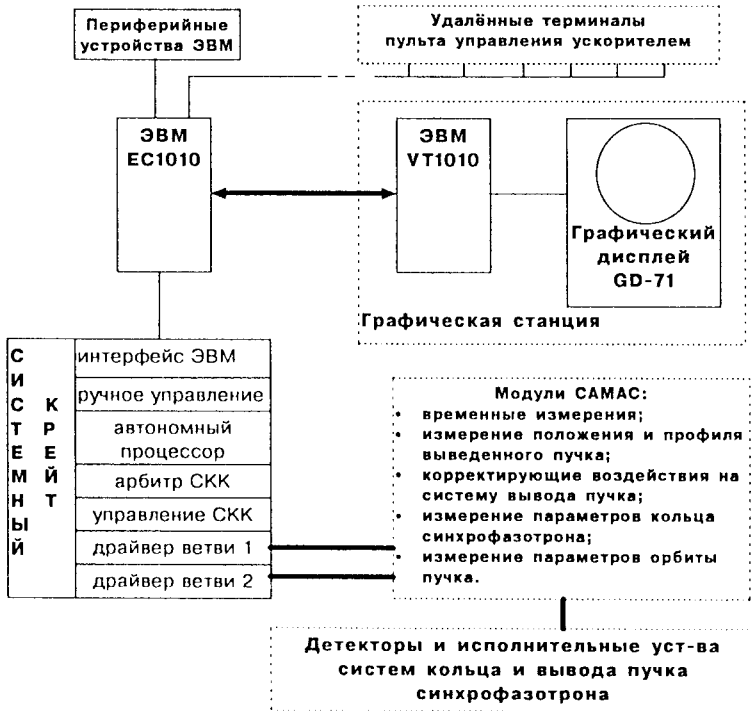 Периферийные
устройства ЭВМ
Удалённые терминалы
пульта управления ускорителем
ЭВМ
ЕС1010
ЭВМ
VT1010
Графический
дисплей
GD-71
Графическая станция
СИСТЕМНЫЙ
КРЕЙТ
интерфейс ЭВМ
ручное управление
автономный
процессор
арбитр СКК
управление СКК
драйвер ветви 1
драйвер ветви 2
Модули САМАС:
• временные измерения;
• измерение положения и профиля
выведенного пучка;
• корректирующие воздействия на
систему вывода пучка;
• измерение параметров кольца
синхрофазотрона;
• измерение параметров орбиты
пучка.
Детекторы и исполнительные уст-ва
систем кольца и вывода пучка
синхрофазотрона